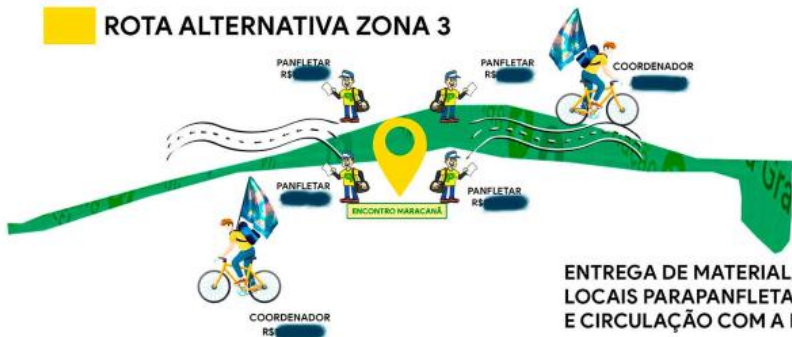 ROTA ALTERNATIVA ZONA 3
PANFLETAR
R$
PANFLETAR
R$
COORDENADOR
PANFLETAR
R$
PANFLETAR
R$
ENCONTRO MARACANÃ
COORDENADOR
R$
ENTREGA DE MATERIAL
LOCAIS PARAPANFLETA
E CIRCULAÇÃO COM A